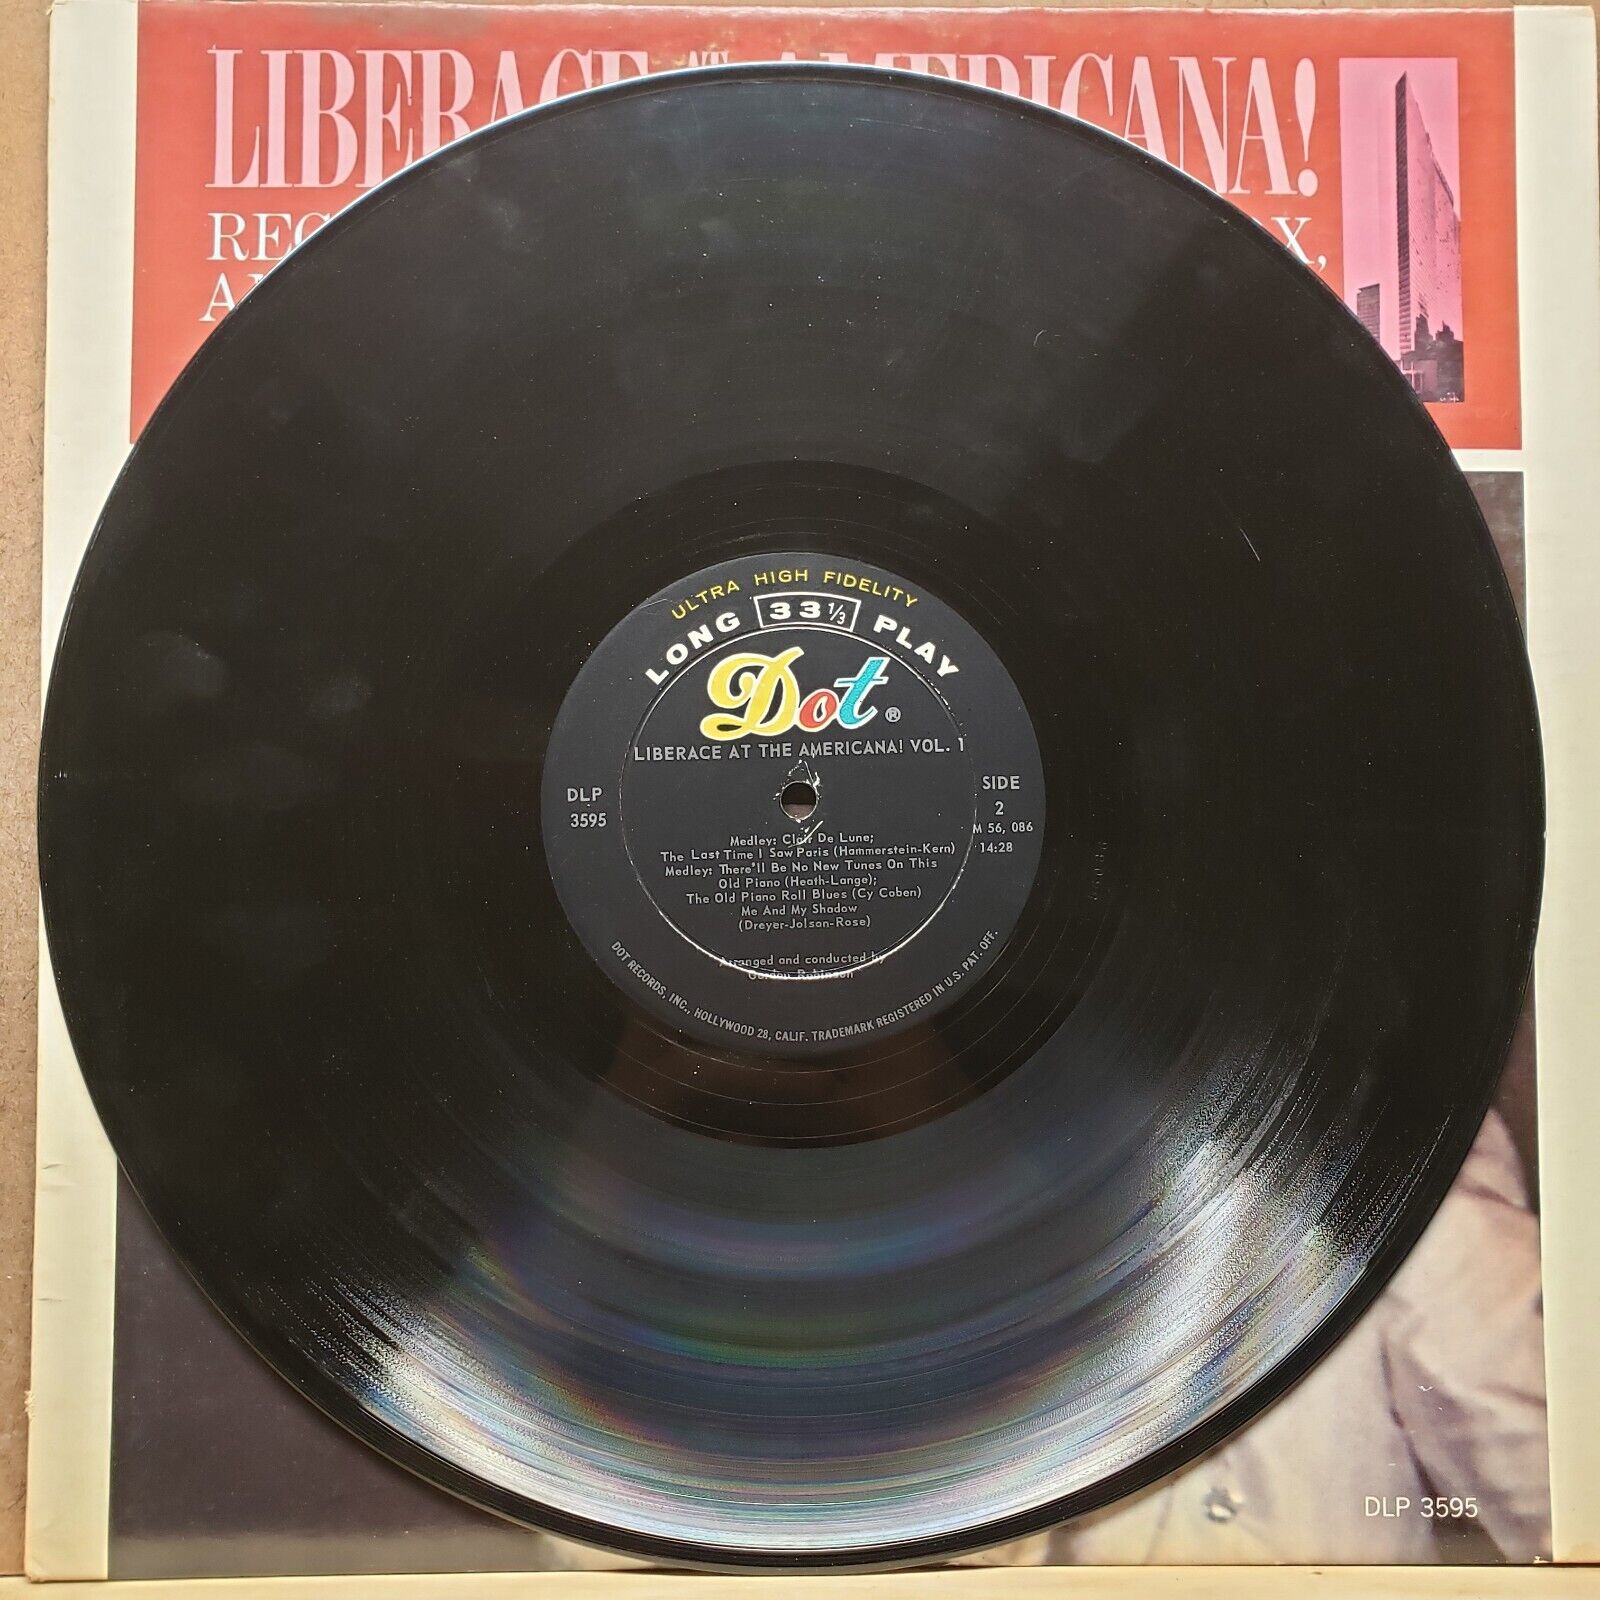 LIBERACE AMERICANA!
ULTRA HIGH FIDELITY
LONG 33 1/3 PLAY
Dot ®
LIBERACE AT THE AMERICANA! VOL. 1
DLP
3595
SIDE
2
M 56, 086
14:28
Medley: Clair De Lune;
The Last Time I Saw Paris (Hammerstein-Kern)
Medley: There'll Be No New Tunes On This
Old Piano (Heath-Lange);
The Old Piano Roll Blues (Cy Coben)
Me And My Shadow
(Dreyer-Jolson-Rose)
Arranged and conducted by
Gordon Robinson
DOT RECORDS, INC., HOLLYWOOD 28, CALIF. TRADEMARK REGISTERED IN U.S. PAT. OFF.
DLP 3595